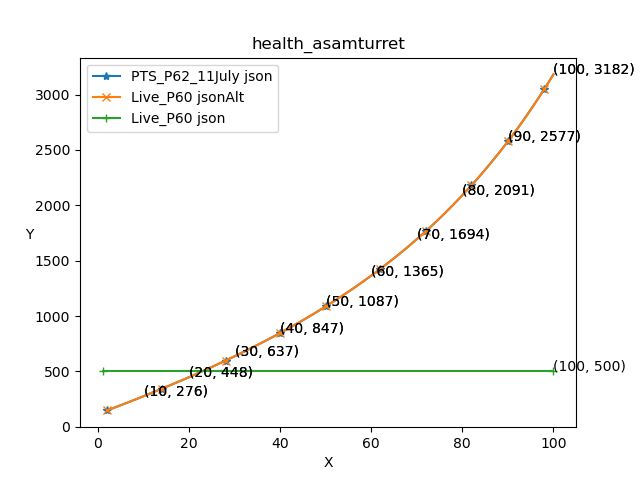 health_asamturret
PTS_P62_11July json
Live_P60 jsonAlt
Live_P60 json
(100, 3182)
(90, 2577)
(80, 2091)
(70, 1694)
(60, 1365)
(50, 1087)
(40, 847)
(30, 637)
(20, 448)
(10, 276)
(100, 500)
3000
2500
2000
1500
1000
500
0
Y
0 20 40 60 80 100
X